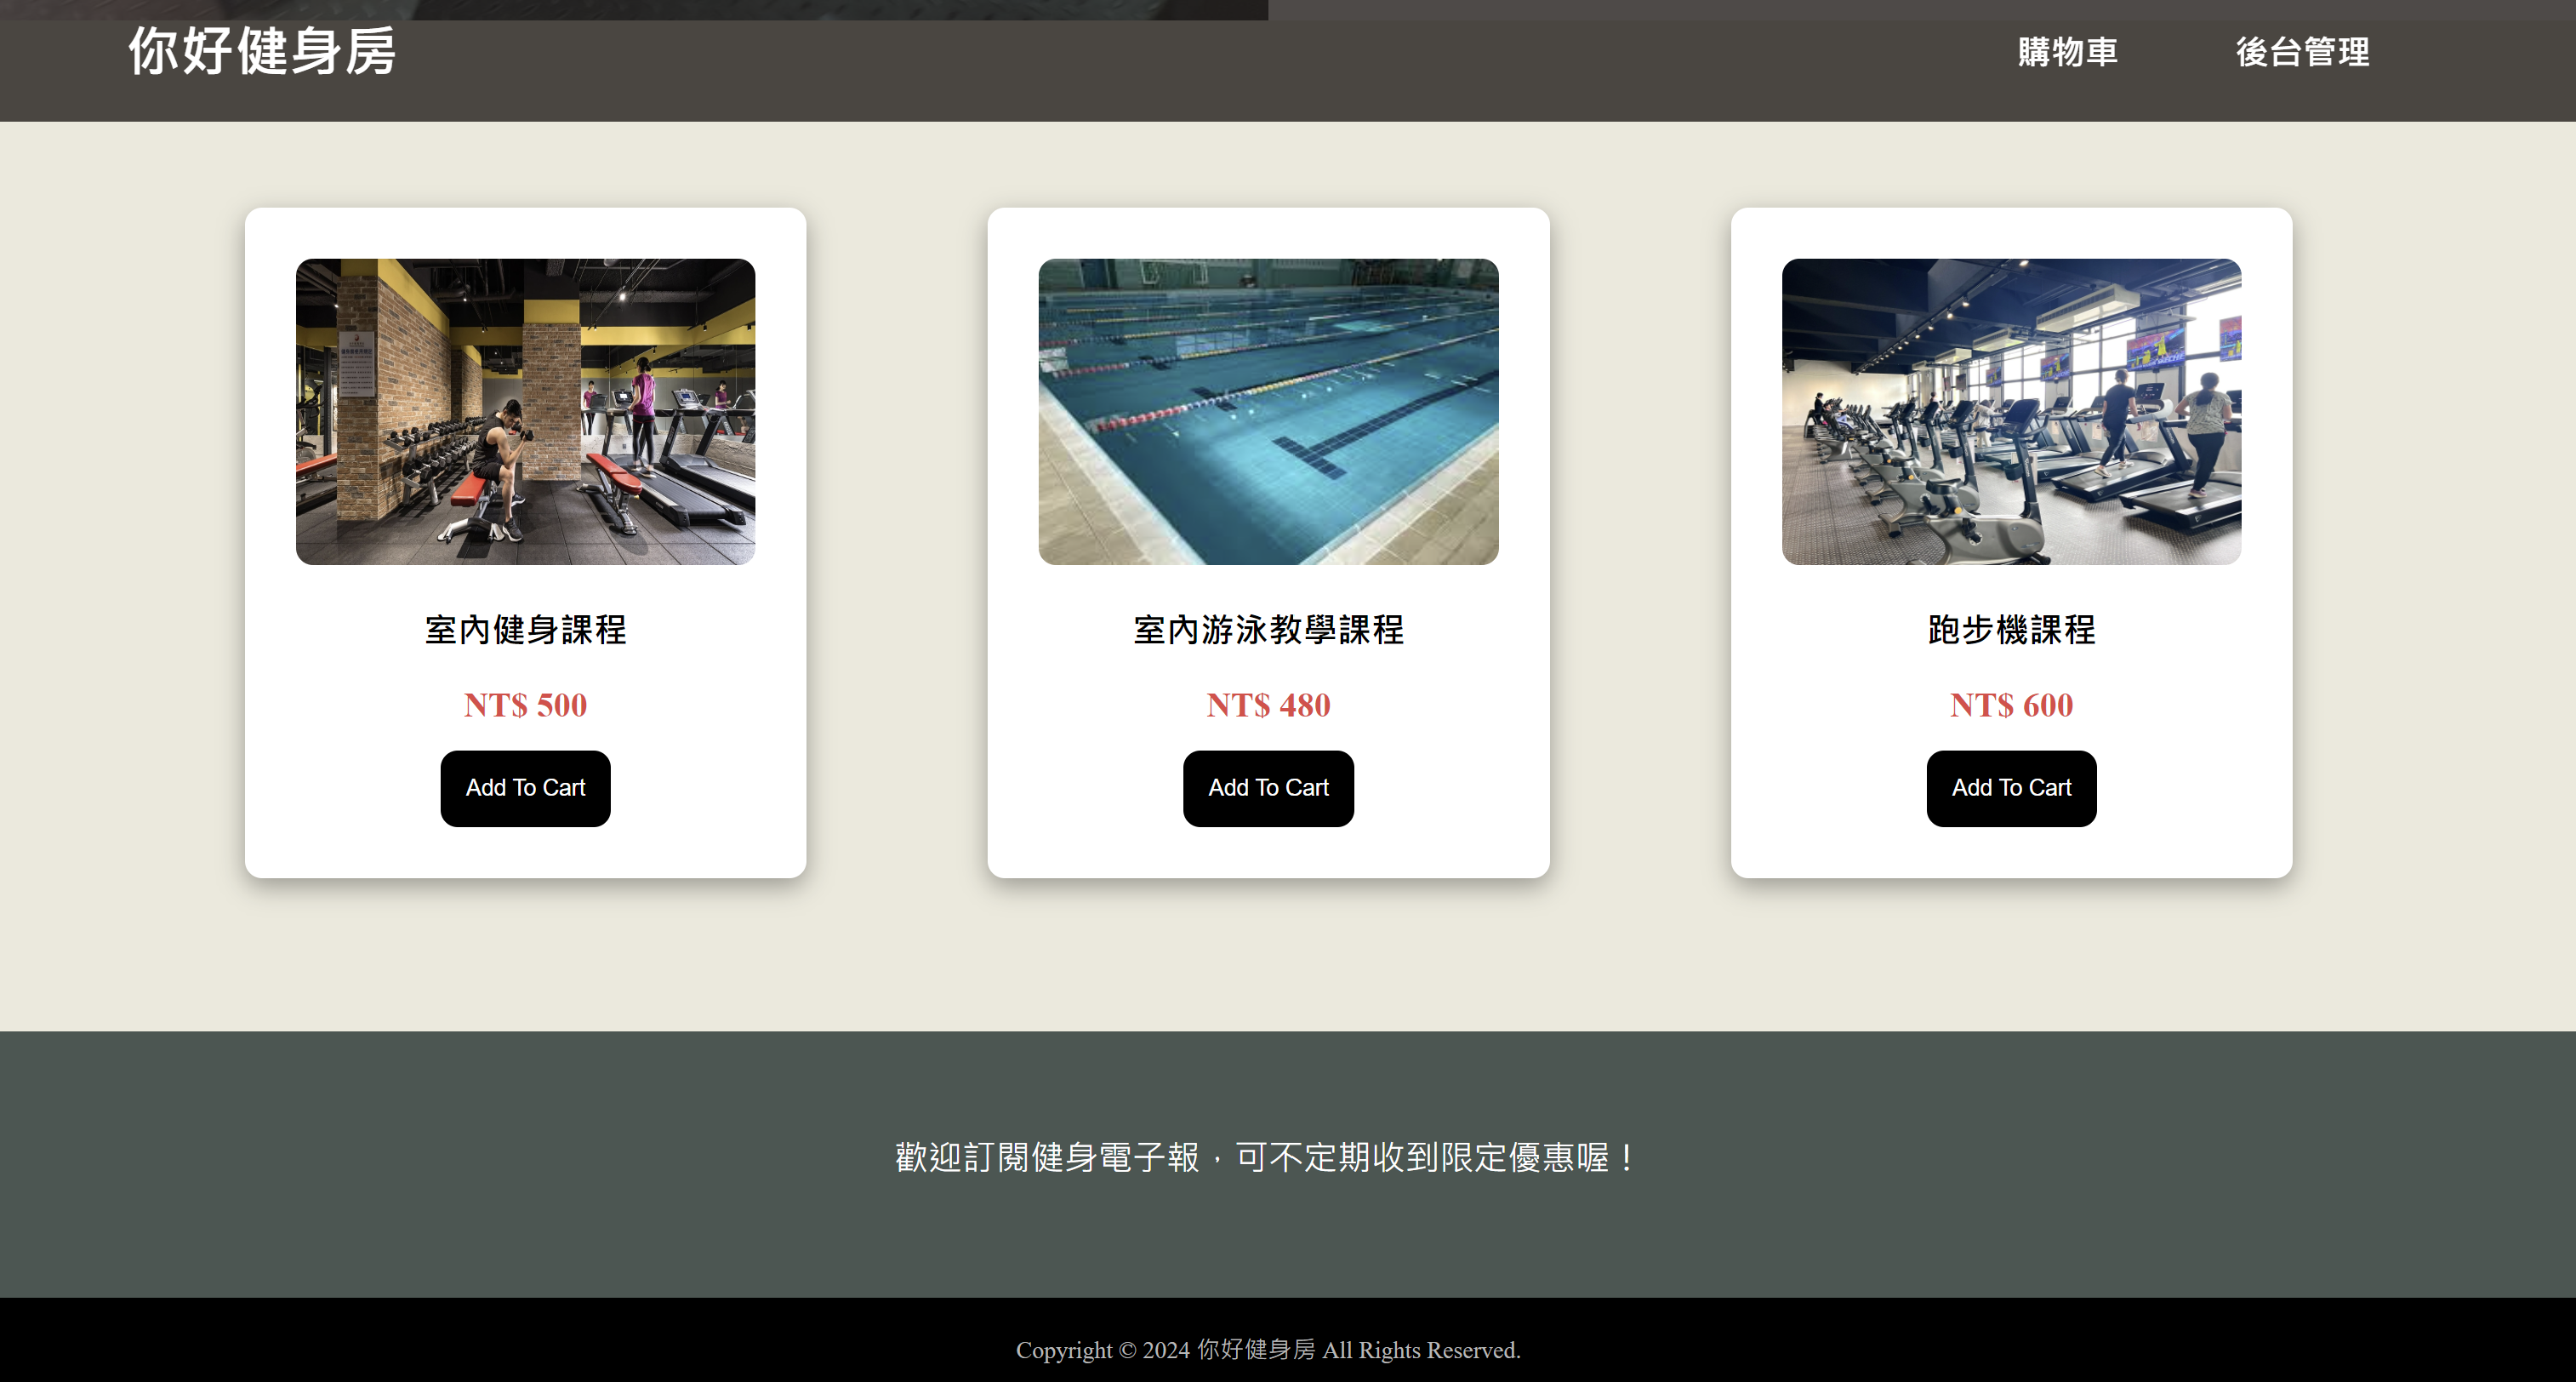 你好健身房
購物車
後台管理
室內健身課程
NT$ 500
Add To Cart
室內游泳教學課程
NT$ 480
Add To Cart
跑步機課程
NT$ 600
Add To Cart
歡迎訂閱健身電子報，可不定期收到限定優惠喔！
Copyright © 2024 你好健身房 All Rights Reserved.